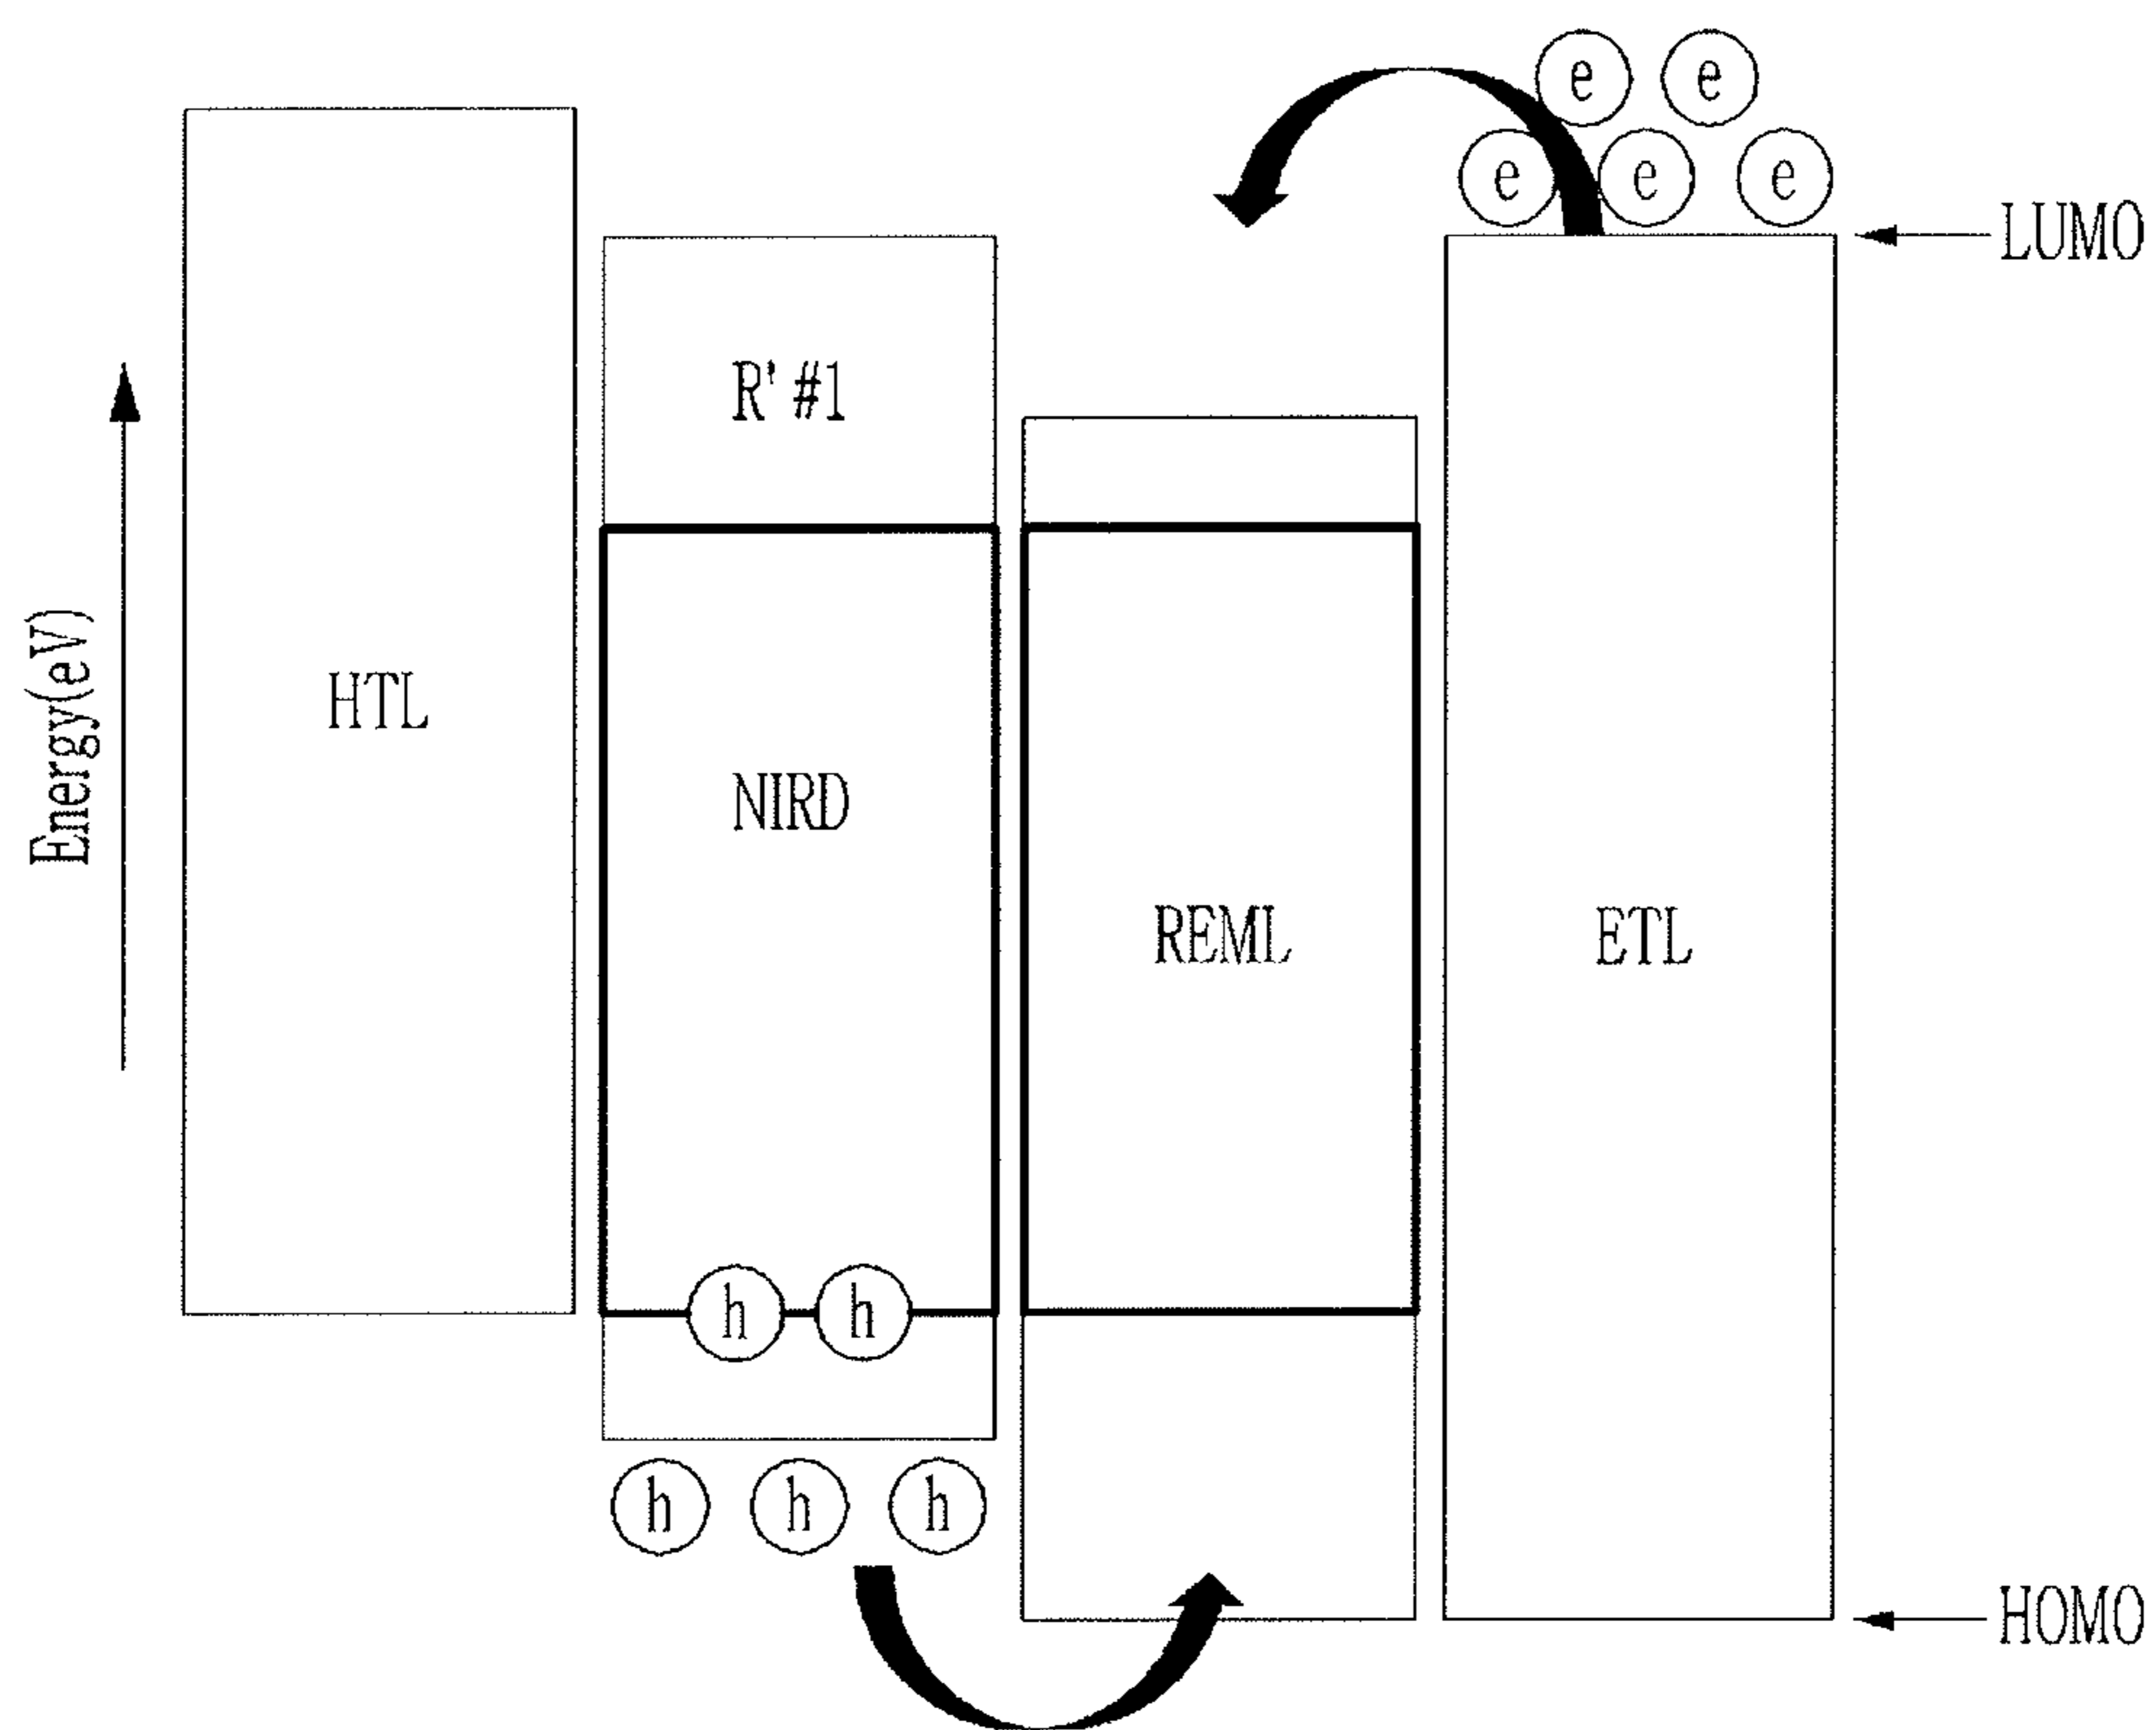 e e
e e e
LUMO
R' #1
Energy(eV)
HTL
NIRD
REML
ETL
h h
h h h
HOMO